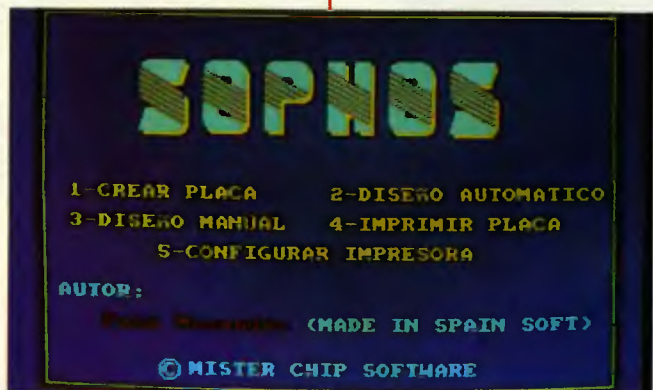 SOPHOS
1-CREAR PLACA 2-DISEÑO AUTOMATICO
3-DISEÑO MANUAL 4-IMPRIMIR PLACA
5-CONFIGURAR IMPRESORA
AUTOR:
(MADE IN SPAIN SOFT)
© MISTER CHIP SOFTWARE